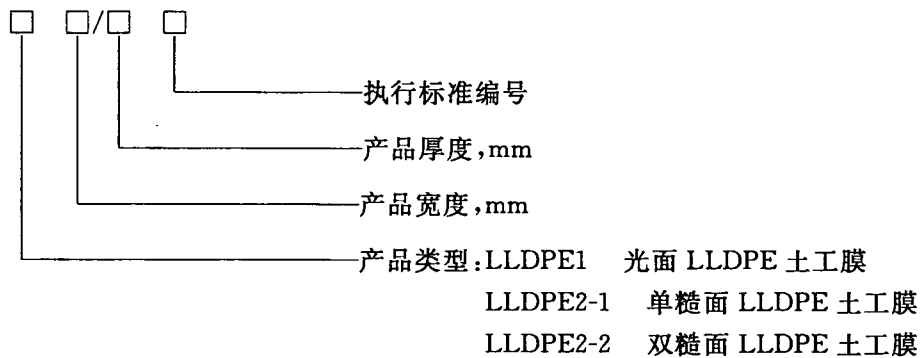 □ □/□ □
执行标准编号
产品厚度,mm
产品宽度,mm
产品类型:LLDPE1 光面 LLDPE 土工膜
LLDPE2-1 单糙面 LLDPE 土工膜
LLDPE2-2 双糙面 LLDPE 土工膜